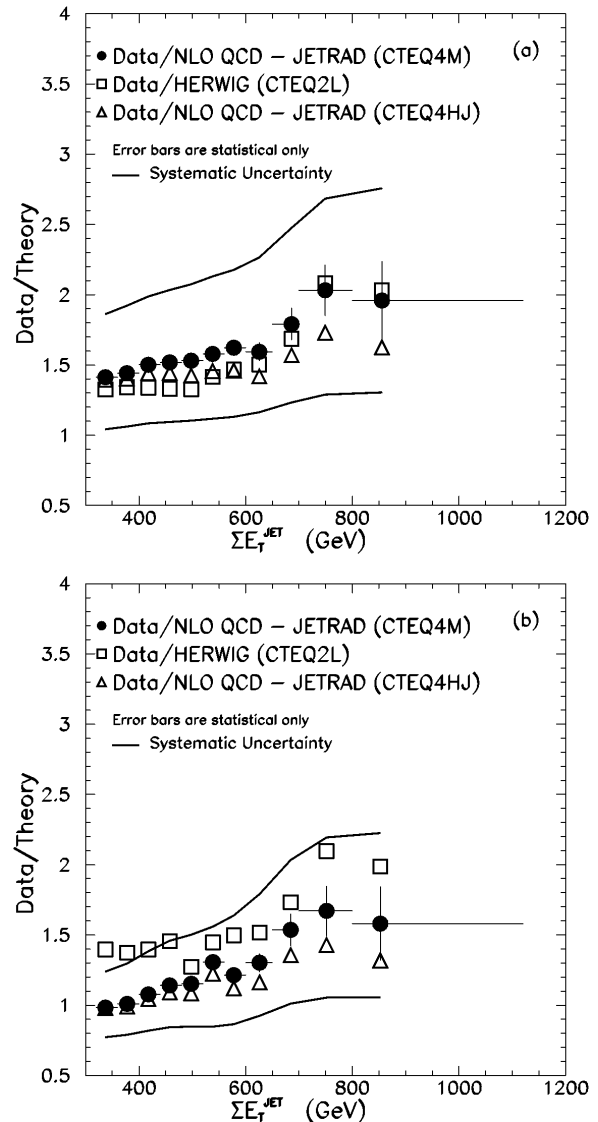 4
(a)
Data/NLO QCD – JETRAD (CTEQ4M)
3.5
Data/HERWIG (CTEQ2L)
Data/NLO QCD – JETRAD (CTEQ4HJ)
3
Error bars are statistical only
Systematic Uncertainty
2.5
2
1.5
1
0.5
Data/Theory
400 600 800 1000 1200
ΣE_T^JET (GeV)
4
(b)
Data/NLO QCD – JETRAD (CTEQ4M)
3.5
Data/HERWIG (CTEQ2L)
Data/NLO QCD – JETRAD (CTEQ4HJ)
3
Error bars are statistical only
Systematic Uncertainty
2.5
2
1.5
1
0.5
Data/Theory
400 600 800 1000 1200
ΣE_T^JET (GeV)